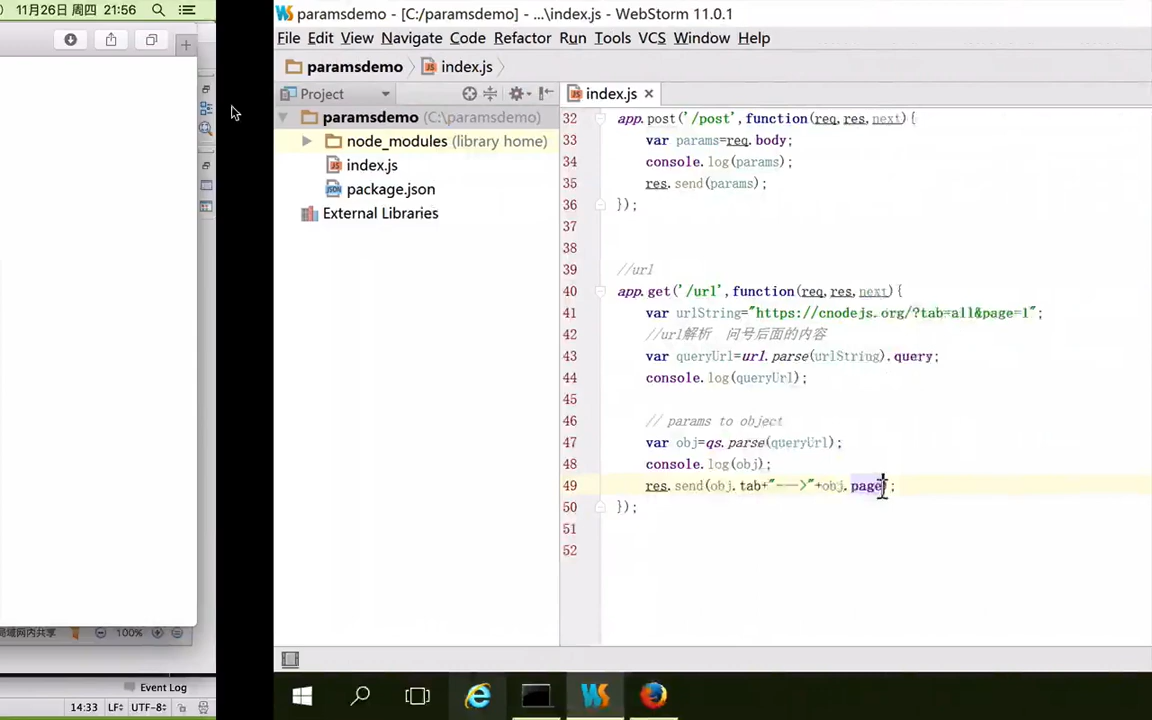 11月26日 周四 21:56
局域网内共享
100%
Event Log
14:33 LF UTF-8
paramsdemo - [C:/paramsdemo] - ...\index.js - WebStorm 11.0.1
File Edit View Navigate Code Refactor Run Tools VCS Window Help
paramsdemo index.js
Project
index.js
paramsdemo (C:\paramsdemo)
node_modules (library home)
index.js
package.json
External Libraries
32 app.post('/post',function(req,res,next){
33 var params=req.body;
34 console.log(params);
35 res.send(params);
36 });
37
38
39 //url
40 app.get('/url',function(req,res,next){
41 var urlString="https://cnodejs.org/?tab=all&page=1";
42 //url解析 问号后面的内容
43 var queryUrl=url.parse(urlString).query;
44 console.log(queryUrl);
45
46 // params to object
47 var obj=qs.parse(queryUrl);
48 console.log(obj);
49 res.send(obj.tab+"--->"+obj.page);
50 });
51
52